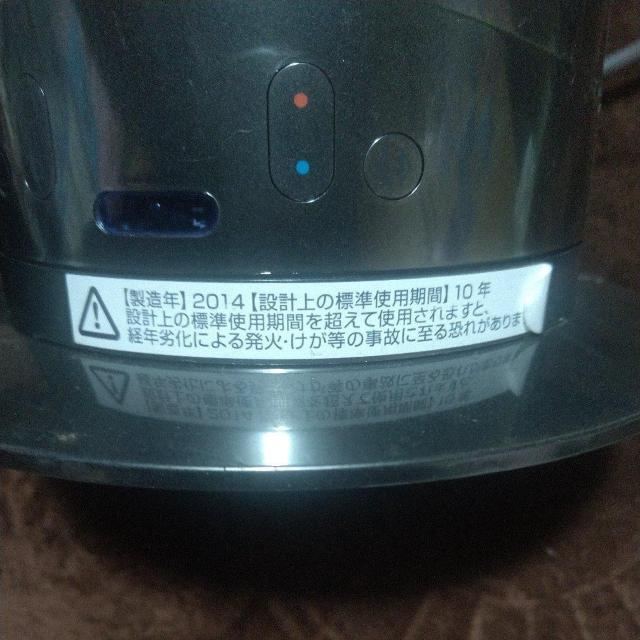 【製造年】2014【設計上の標準使用期間】10年
設計上の標準使用期間を超えて使用されますと、
経年劣化による発火・けが等の事故に至る恐れがありま